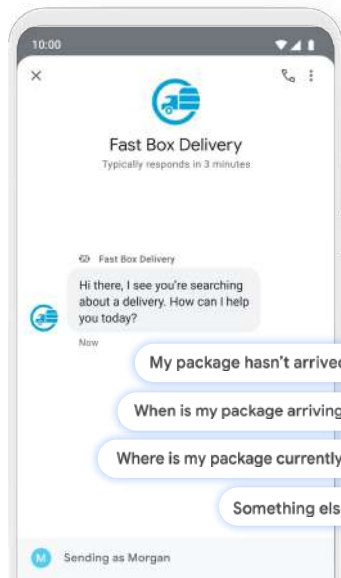 10:00
Fast Box Delivery
Typically responds in 3 minutes
Fast Box Delivery
Hi there, I see you're searching
about a delivery. How can I help
you today?
Now
My package hasn't arrived
When is my package arriving
Where is my package currently
Something els
M
Sending as Morgan